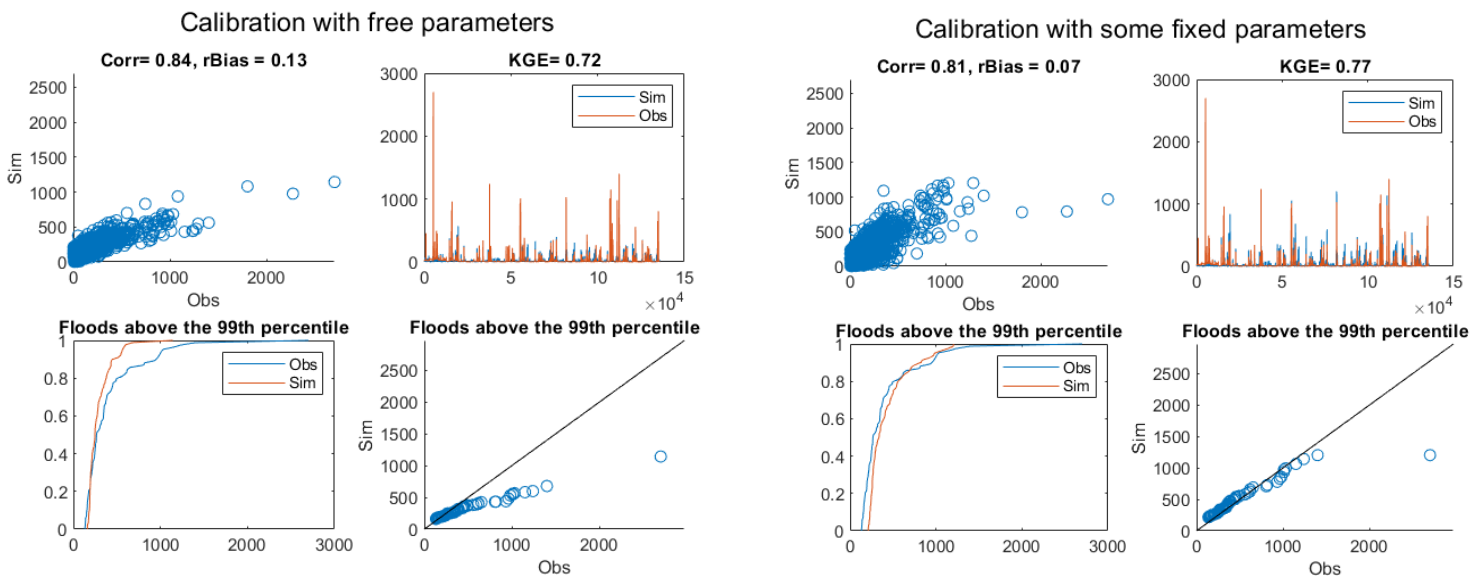 Calibration with free parameters
Corr= 0.84, rBias = 0.13
KGE= 0.72
2500
2000
1500
1000
500
0
Sim
0
1000
2000
Obs
3000
2000
1000
0
Sim
Obs
0
5
10
15
×10^4
Floods above the 99th percentile
1
0.8
0.6
0.4
0.2
0
Obs
Sim
0
1000
2000
3000
Floods above the 99th percentile
2500
2000
1500
1000
500
0
Sim
0
1000
2000
Obs
Calibration with some fixed parameters
Corr= 0.81, rBias = 0.07
KGE= 0.77
2500
2000
1500
1000
500
0
Sim
0
1000
2000
Obs
3000
2000
1000
0
Sim
Obs
0
5
10
15
×10^4
Floods above the 99th percentile
1
0.8
0.6
0.4
0.2
0
Obs
Sim
0
1000
2000
3000
Floods above the 99th percentile
2500
2000
1500
1000
500
0
Sim
0
1000
2000
Obs